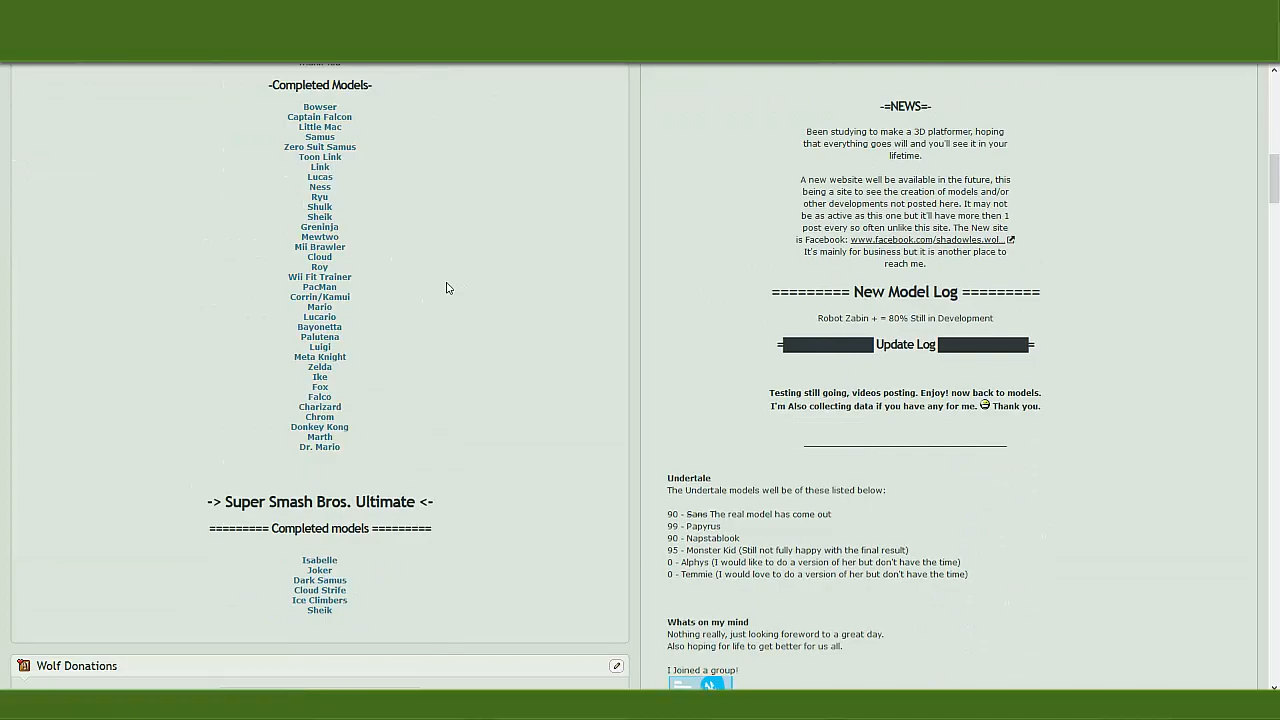 -Completed Models-
Bowser
Captain Falcon
Little Mac
Samus
Zero Suit Samus
Toon Link
Link
Lucas
Ness
Ryu
Shulk
Sheik
Greninja
Mewtwo
Mii Brawler
Cloud
Roy
Wii Fit Trainer
PacMan
Corrin/Kamui
Mario
Lucario
Bayonetta
Palutena
Luigi
Meta Knight
Zelda
Ike
Fox
Falco
Charizard
Chrom
Donkey Kong
Marth
Dr. Mario
-> Super Smash Bros. Ultimate <-
========= Completed models =========
Isabelle
Joker
Dark Samus
Cloud Strife
Ice Climbers
Sheik
Wolf Donations
-=NEWS=-
Been studying to make a 3D platformer, hoping
that everything goes will and you'll see it in your
lifetime.
A new website well be available in the future, this
being a site to see the creation of models and/or
other developments not posted here. It may not
be as active as this one but it'll have more then 1
post every so often unlike this site. The New site
is Facebook: www.facebook.com/shadowles.wol...
It's mainly for business but it is another place to
reach me.
========= New Model Log =========
Robot Zabin + = 80% Still in Development
= Update Log =
Testing still going, videos posting. Enjoy! now back to models.
I'm Also collecting data if you have any for me. Thank you.
Undertale
The Undertale models well be of these listed below:
90 - Sans The real model has come out
99 - Papyrus
90 - Napstablook
95 - Monster Kid (Still not fully happy with the final result)
0 - Alphys (I would like to do a version of her but don't have the time)
0 - Temmie (I would love to do a version of her but don't have the time)
Whats on my mind
Nothing really, just looking foreword to a great day.
Also hoping for life to get better for us all.
I Joined a group!